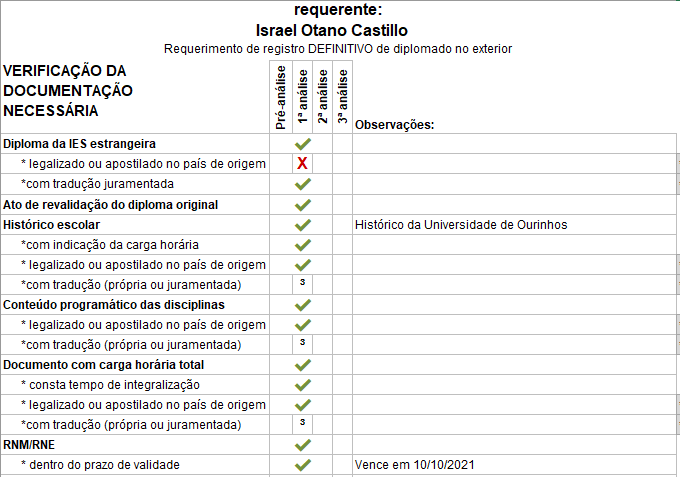 requerente:
Israel Otano Castillo
Requerimento de registro DEFINITIVO de diplomado no exterior
VERIFICAÇÃO DA
DOCUMENTAÇÃO
NECESSÁRIA
Pré-análise
1ª análise
2ª análise
3ª análise
Observações:
Diploma da IES estrangeira ✓
* legalizado ou apostilado no país de origem X
*com tradução juramentada ✓
Ato de revalidação do diploma original ✓
Histórico escolar ✓ Histórico da Universidade de Ourinhos
*com indicação da carga horária ✓
* legalizado ou apostilado no país de origem ✓
*com tradução (própria ou juramentada) ³
Conteúdo programático das disciplinas ✓
* legalizado ou apostilado no país de origem ✓
*com tradução (própria ou juramentada) ³
Documento com carga horária total ✓
* consta tempo de integralização ✓
* legalizado ou apostilado no país de origem ✓
*com tradução (própria ou juramentada) ³
RNM/RNE ✓
* dentro do prazo de validade ✓ Vence em 10/10/2021